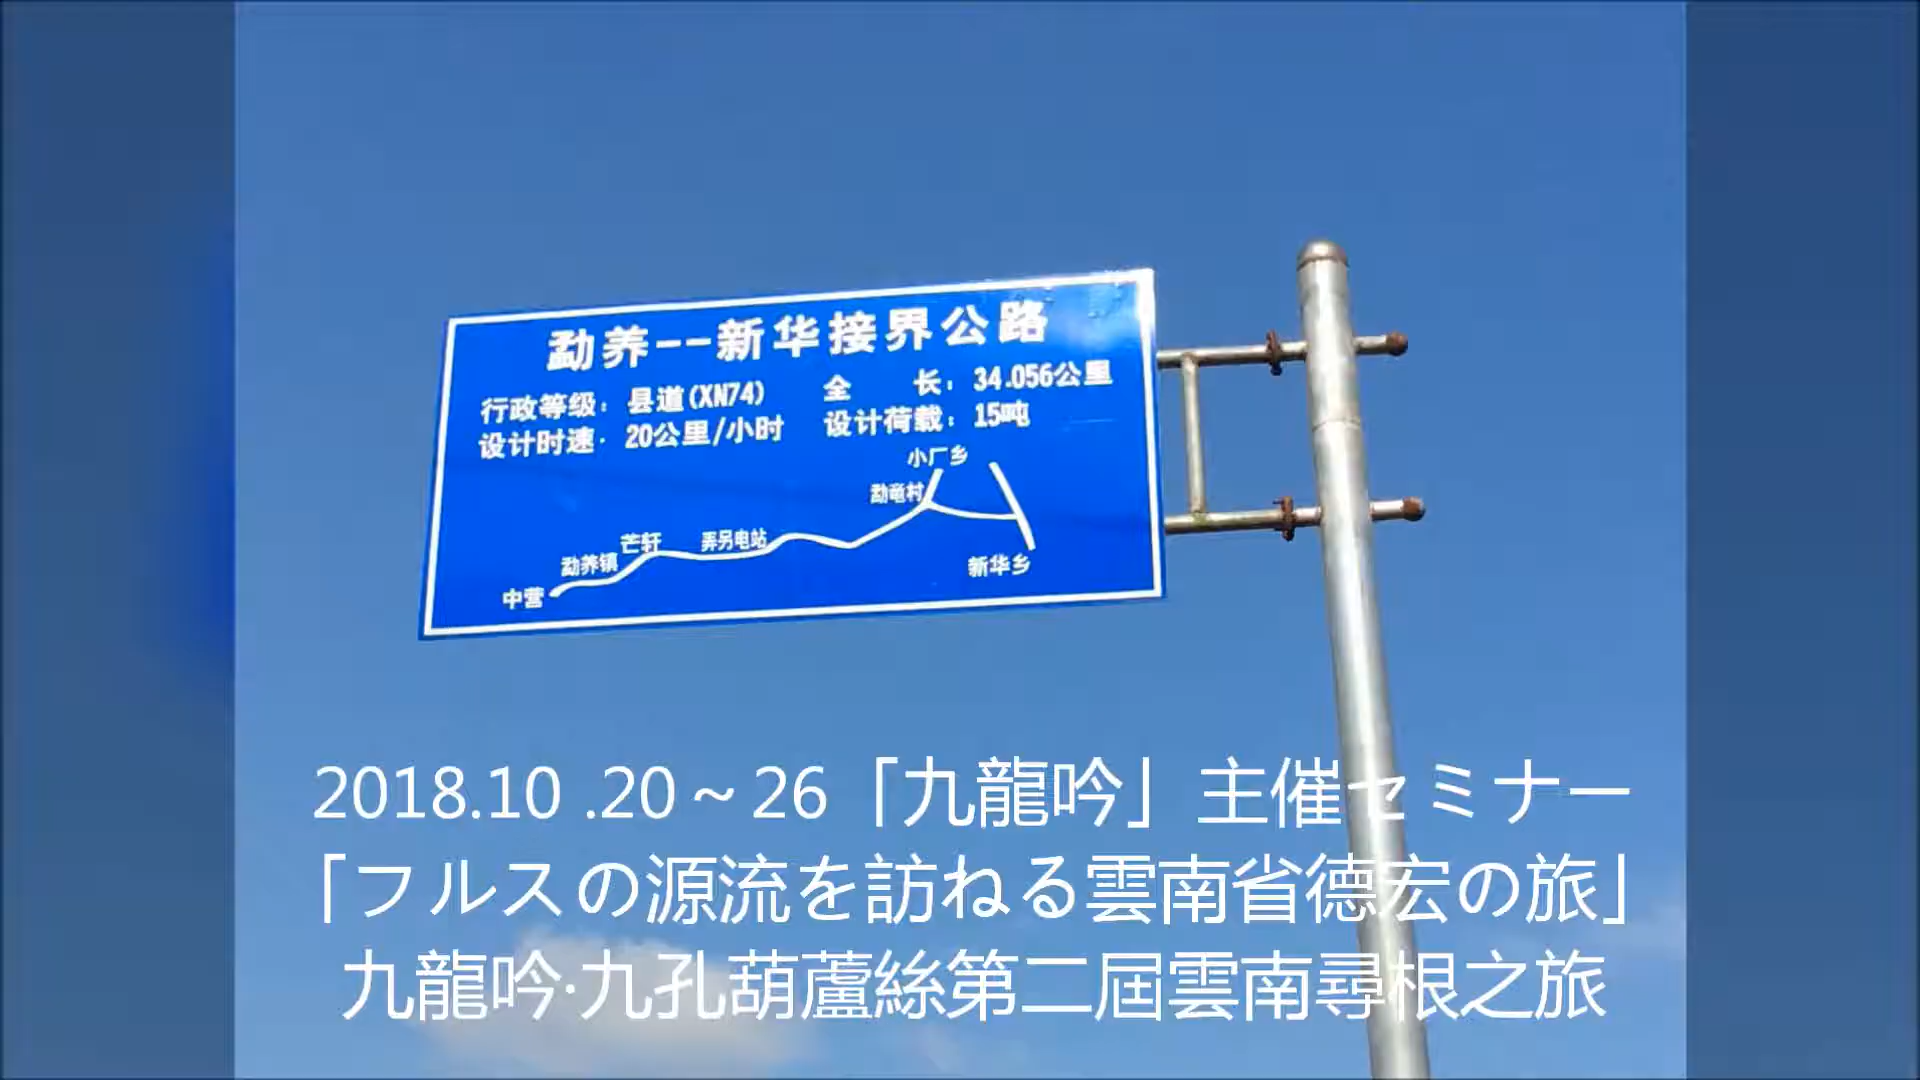 勐养--新华接界公路
行政等级：县道(XN74) 全 长：34.056公里
设计时速：20公里/小时 设计荷载：15吨
小厂乡
勐竜村
芒轩
弄另电站
勐养镇
新华乡
中营
2018.10 .20～26「九龍吟」主催セミナー
「フルスの源流を訪ねる雲南省德宏の旅」
九龍吟·九孔葫蘆絲第二屆雲南尋根之旅